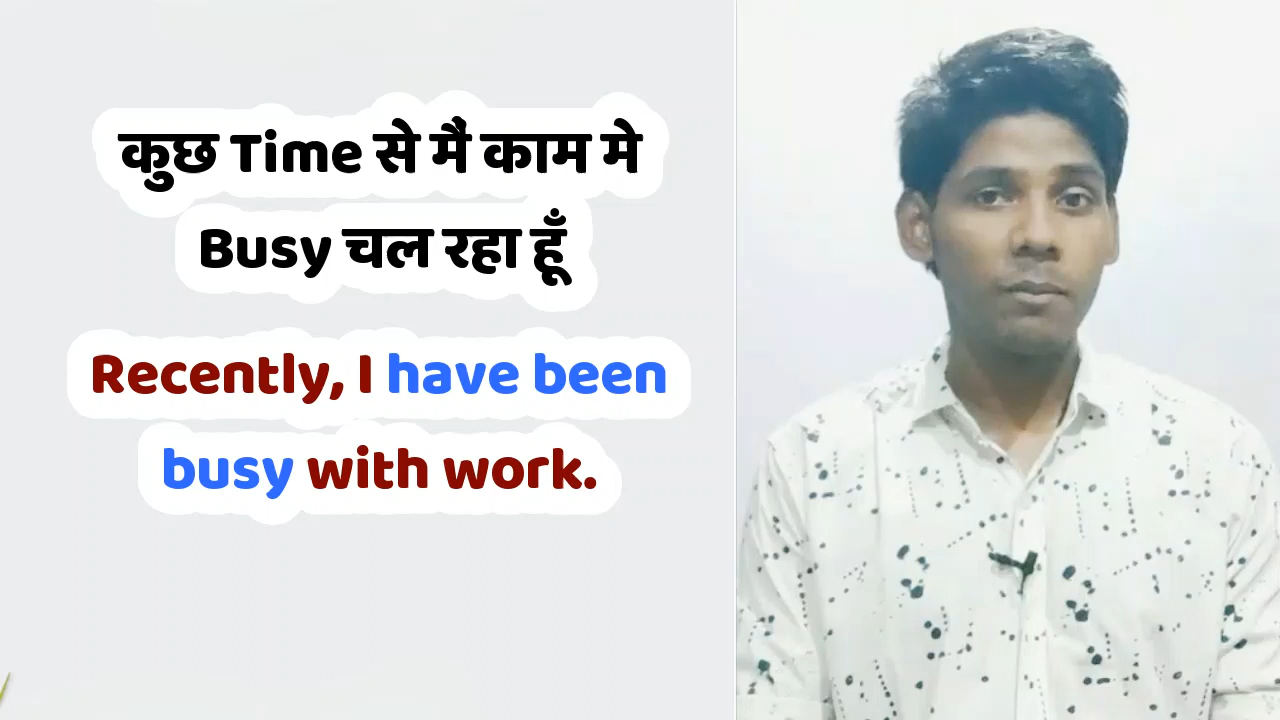 कुछ Time से मैं काम मे
Busy चल रहा हूँ
Recently, I have been
busy with work.